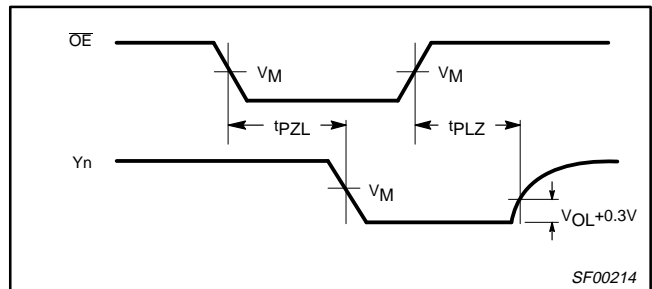 OE
VM
VM
tPZL
tPLZ
Yn
VM
VOL+0.3V
SF00214